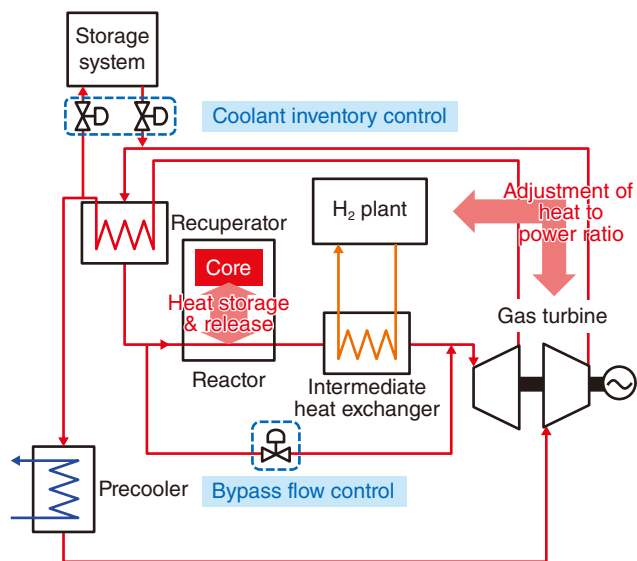 Storage
system
Coolant inventory control
Recuperator
H₂ plant
Adjustment of
heat to
power ratio
Core
Heat storage
& release
Gas turbine
Reactor
Intermediate
heat exchanger
Precooler
Bypass flow control